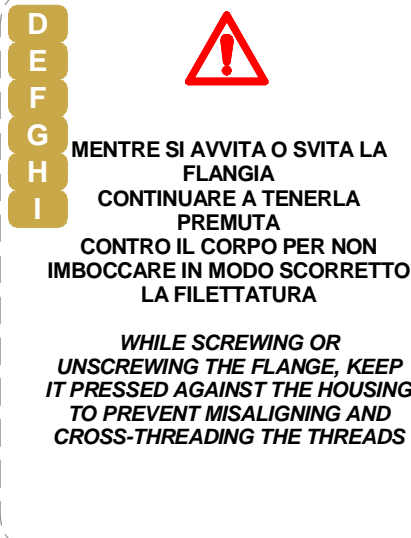 D
E
F
G
H
I
MENTRE SI AVVITA O SVITA LA
FLANGIA
CONTINUARE A TENERLA
PREMUTA
CONTRO IL CORPO PER NON
IMBOCCARE IN MODO SCORRETTO
LA FILETTATURA
WHILE SCREWING OR
UNSCREWING THE FLANGE, KEEP
IT PRESSED AGAINST THE HOUSING
TO PREVENT MISALIGNING AND
CROSS-THREADING THE THREADS